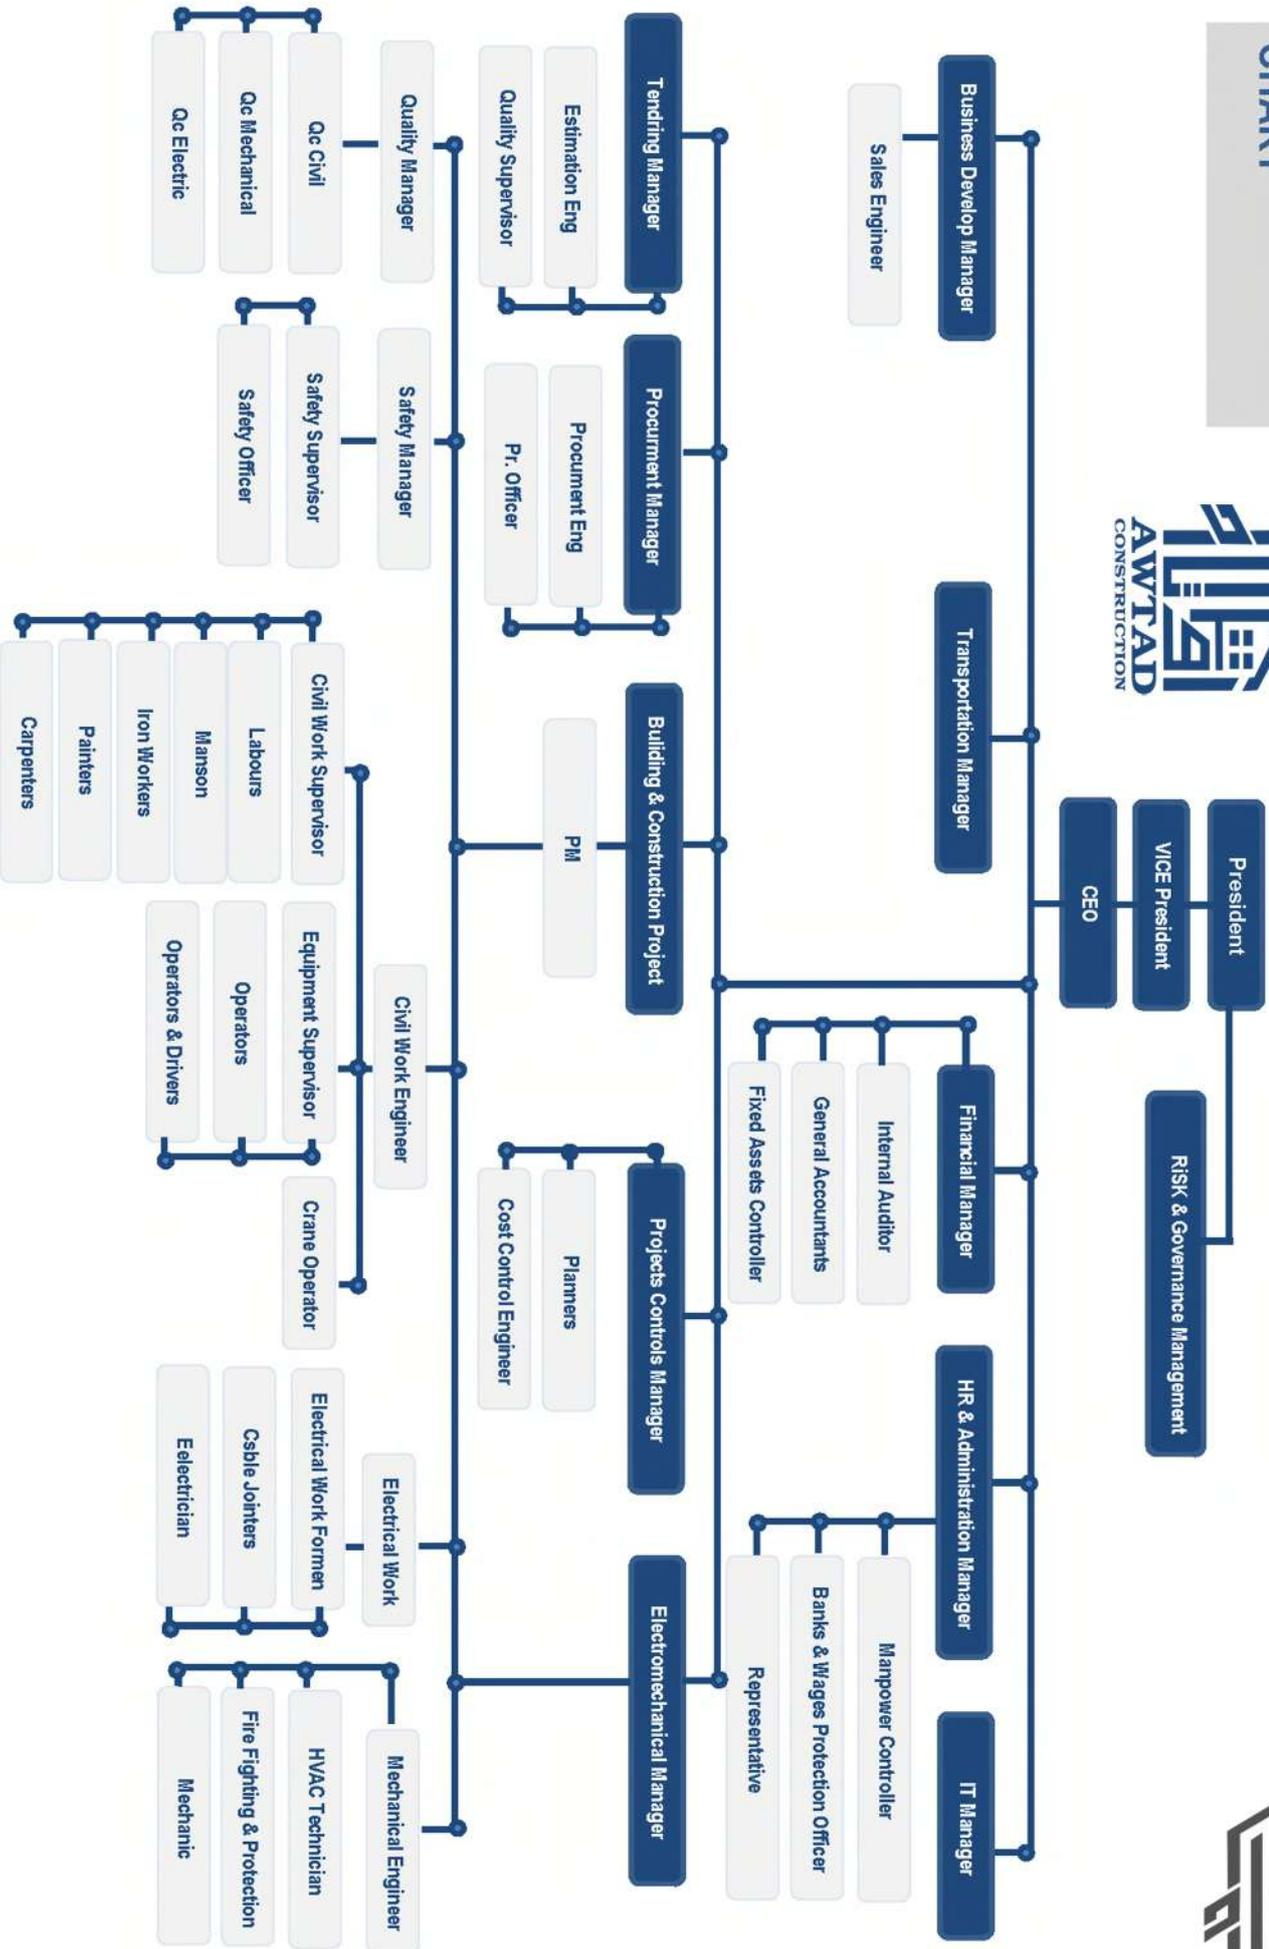 CHART
AWTAD
CONSTRUCTION
President
VICE President
CEO
RiSK & Governance Management
Business Develop Manager
Sales Engineer
Transportation Manager
Financial Manager
Internal Auditor
General Accountants
Fixed Assets Controller
HR & Administration Manager
Manpower Controller
Banks & Wages Protection Officer
Representative
IT Manager
Tendring Manager
Estimation Eng
Quality Supervisor
Procurment Manager
Procument Eng
Pr. Officer
Buliding & Construction Project
PM
Projects Controls Manager
Planners
Cost Control Engineer
Electromechanical Manager
Quality Manager
Qc Civil
Qc Mechanical
Qc Electric
Safety Manager
Safety Supervisor
Safety Officer
Civil Work Engineer
Civil Work Supervisor
Labours
Manson
Iron Workers
Painters
Carpenters
Equipment Supervisor
Operators
Operators & Drivers
Crane Operator
Electrical Work
Electrical Work Formen
Csble Jointers
Eelectrician
Mechanical Engineer
HVAC Technician
Fire Fighting & Protection
Mechanic